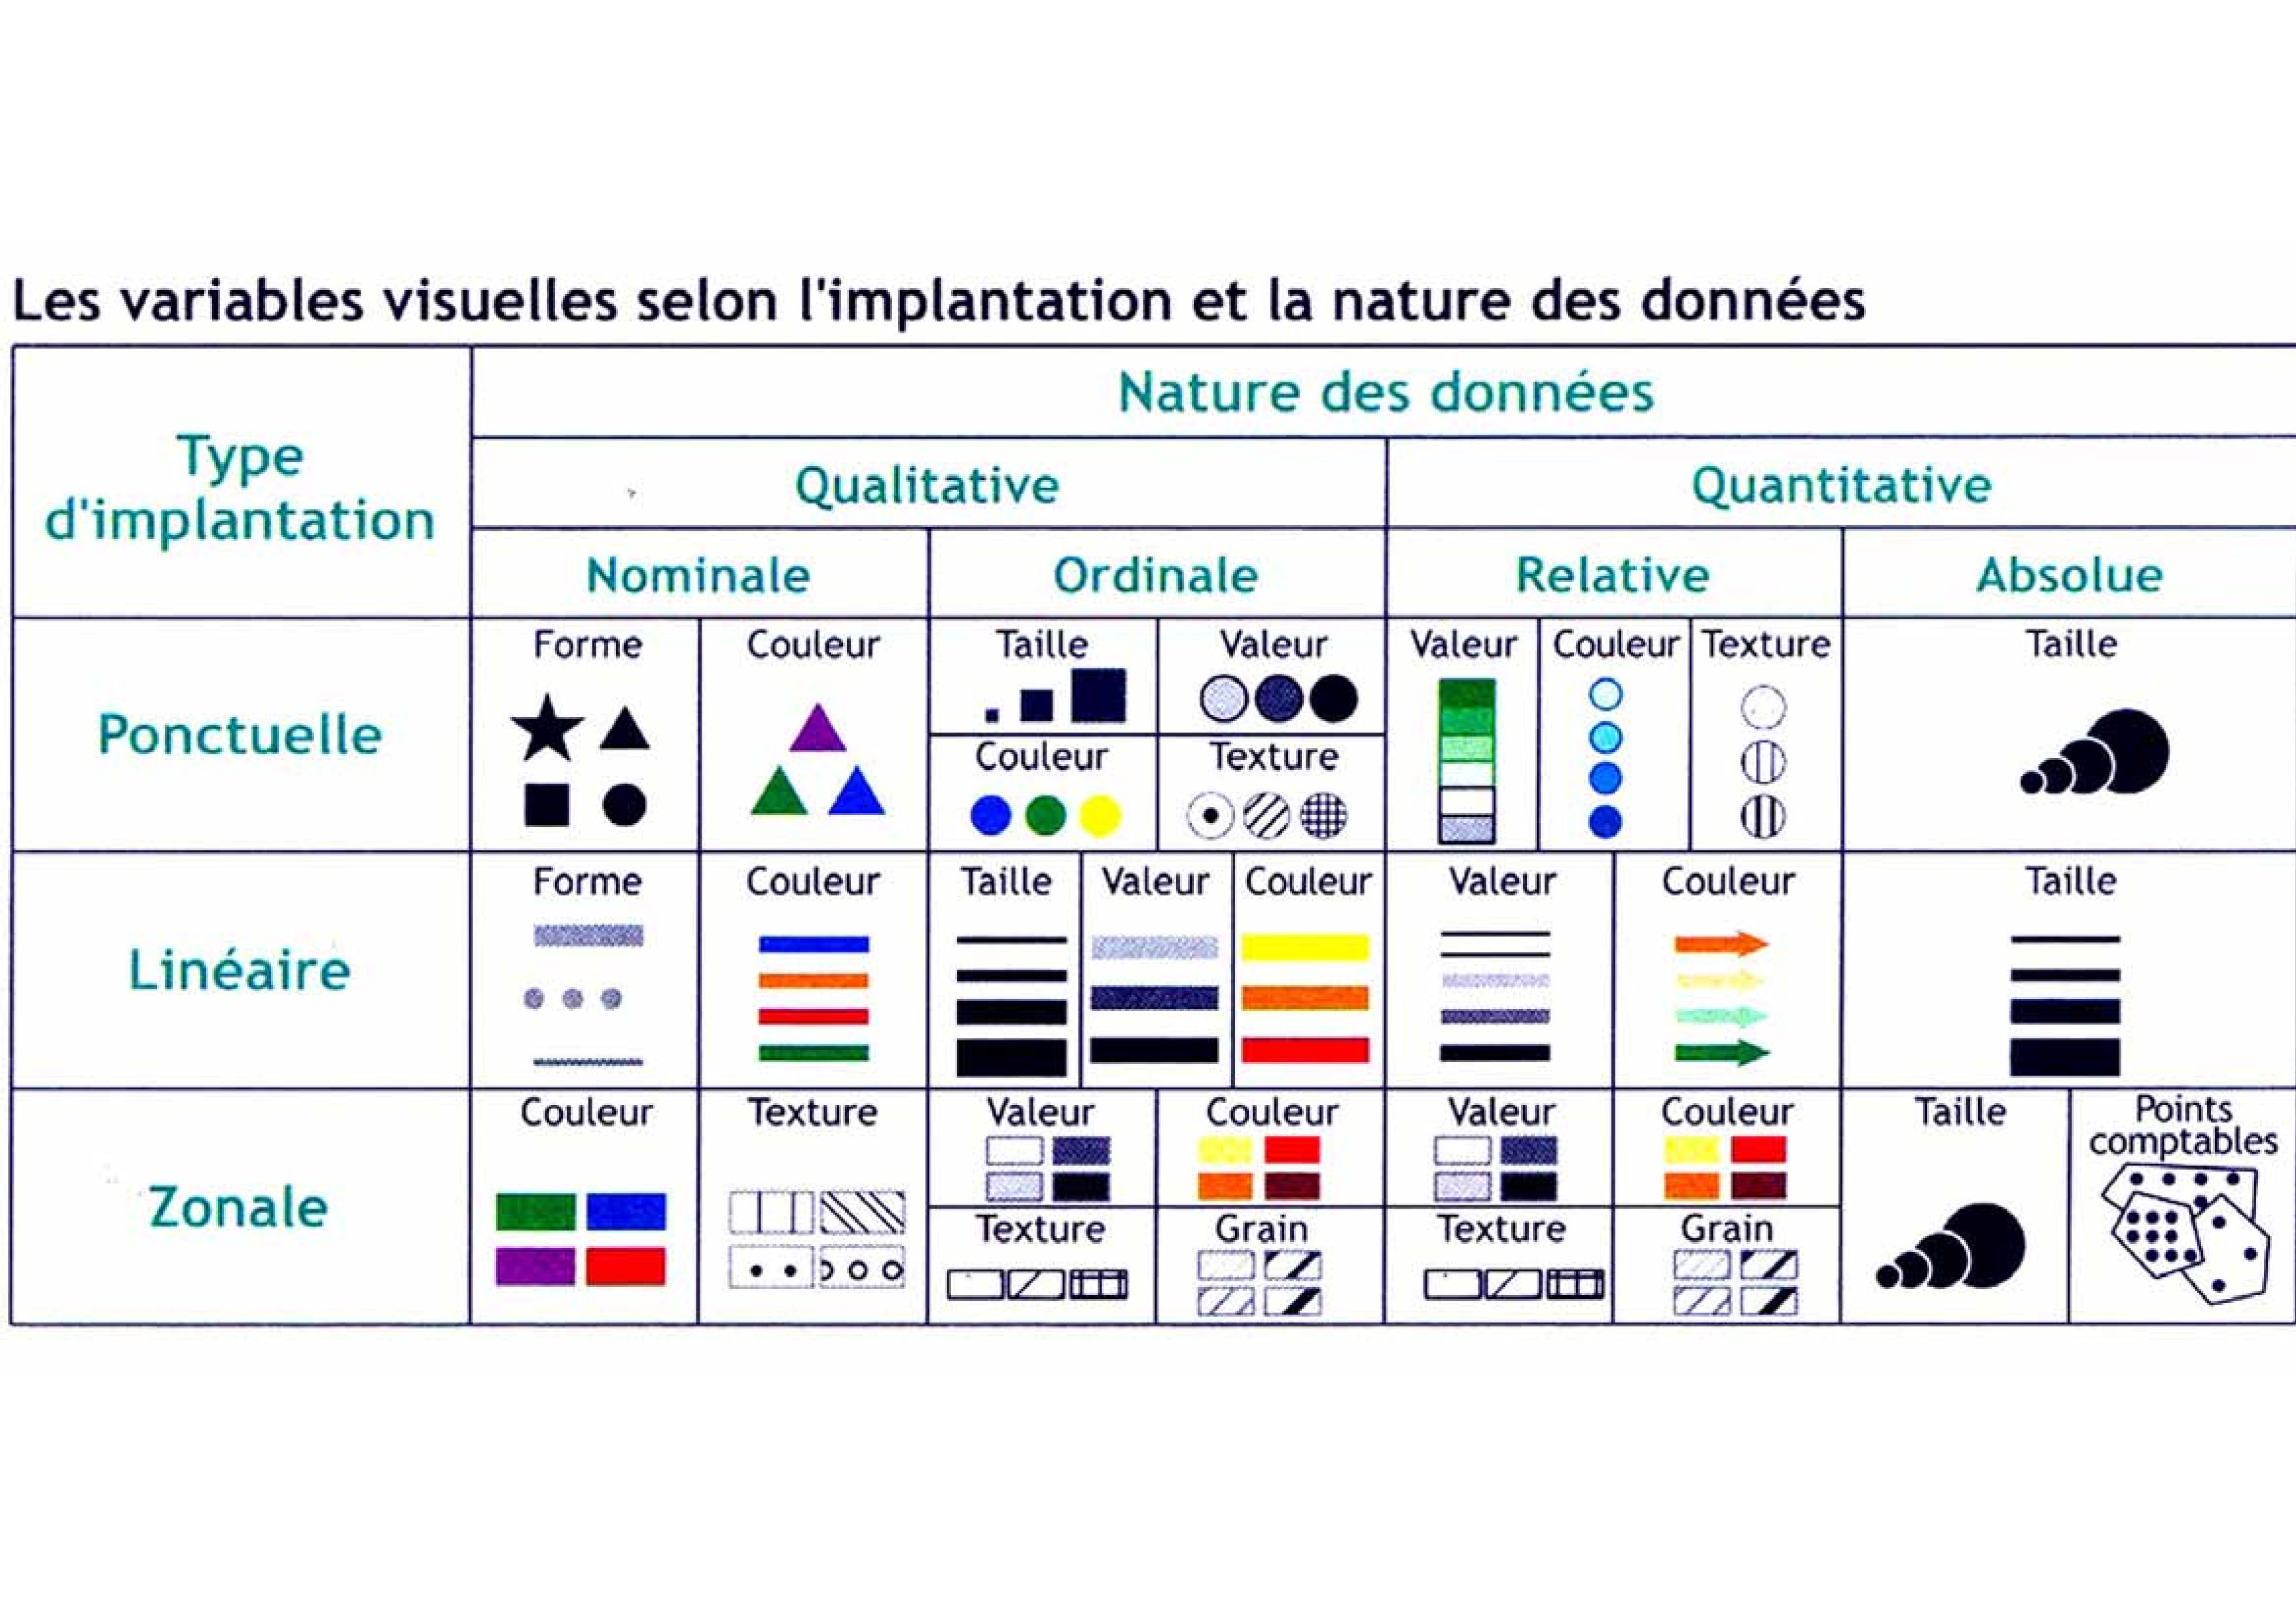 Les variables visuelles selon l'implantation et la nature des données
Type
d'implantation
Nature des données
Qualitative
Quantitative
Nominale
Ordinale
Relative
Absolue
Ponctuelle
Forme
Couleur
Taille
Valeur
Couleur
Texture
Valeur
Couleur
Texture
Taille
Linéaire
Forme
Couleur
Taille
Valeur
Couleur
Valeur
Couleur
Taille
Zonale
Couleur
Texture
Valeur
Couleur
Texture
Grain
Valeur
Couleur
Texture
Grain
Taille
Points
comptables